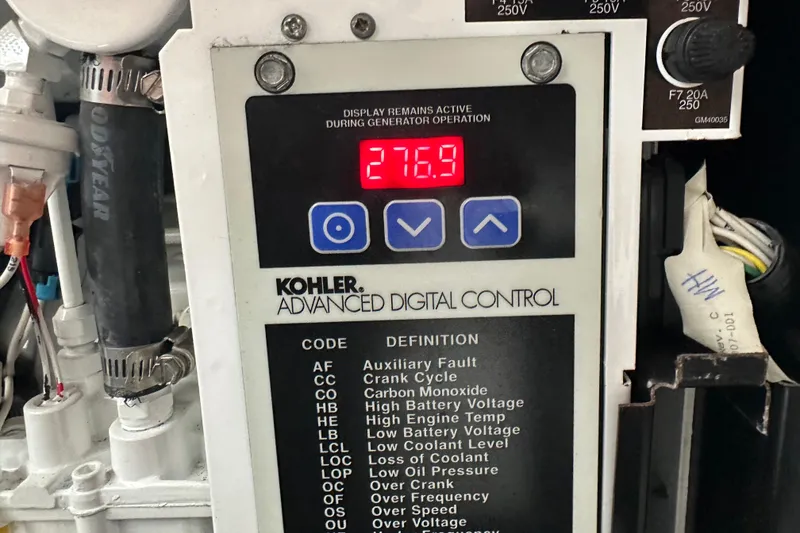 250V
250V
250V
F7 20A
250
GM40035
GOODYEAR
DISPLAY REMAINS ACTIVE
DURING GENERATOR OPERATION
276.9
KOHLER®
ADVANCED DIGITAL CONTROL
CODE DEFINITION
AF Auxiliary Fault
CC Crank Cycle
CO Carbon Monoxide
HB High Battery Voltage
HE High Engine Temp
LB Low Battery Voltage
LCL Low Coolant Level
LOC Loss of Coolant
LOP Low Oil Pressure
OC Over Crank
OF Over Frequency
OS Over Speed
OU Over Voltage
MH